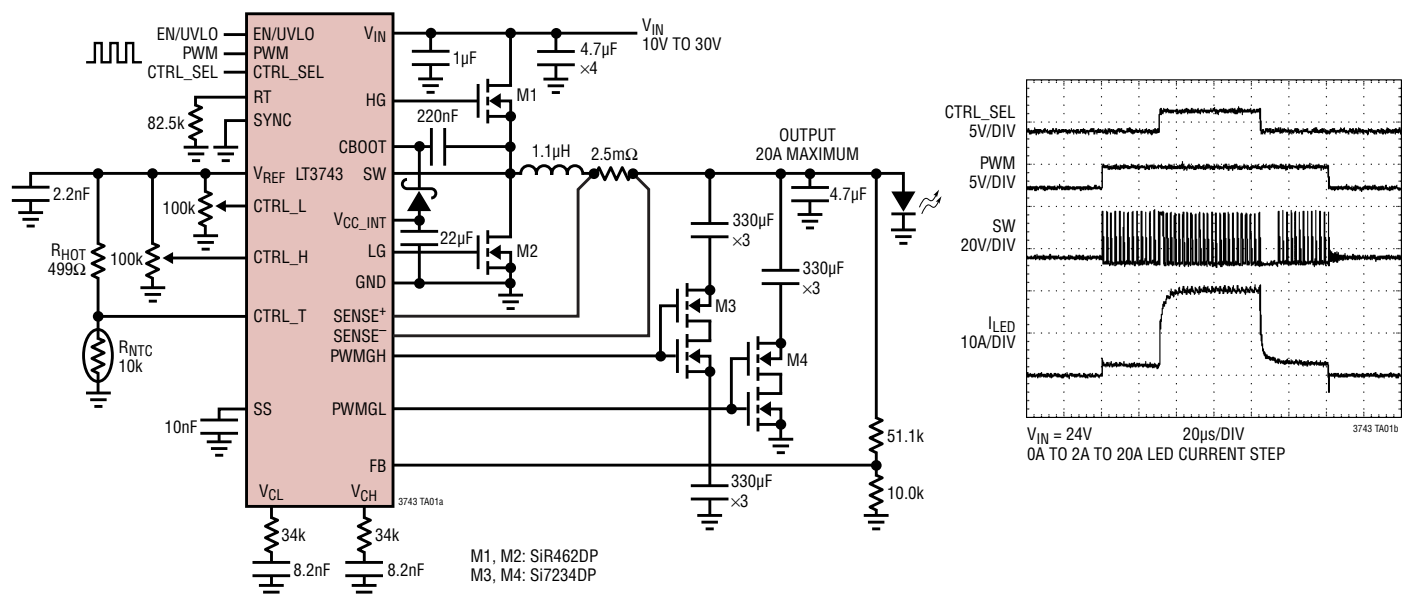 EN/UVLO
PWM
CTRL_SEL
EN/UVLO
PWM
CTRL_SEL
RT
82.5k
SYNC
VREF
LT3743
2.2nF
100k
CTRL_L
RHOT
499Ω
100k
CTRL_H
CTRL_T
RNTC
10k
SS
10nF
VCL
VCH
34k
34k
8.2nF
8.2nF
3743 TA01a
VIN
HG
CBOOT
SW
VCC_INT
LG
GND
SENSE+
SENSE–
PWMGH
PWMGL
FB
VIN
10V TO 30V
1µF
4.7µF
×4
M1
220nF
1.1µH
2.5mΩ
OUTPUT
20A MAXIMUM
22µF
M2
330µF
×3
4.7µF
330µF
×3
M3
M4
330µF
×3
51.1k
10.0k
M1, M2: SiR462DP
M3, M4: Si7234DP
CTRL_SEL
5V/DIV
PWM
5V/DIV
SW
20V/DIV
ILED
10A/DIV
VIN = 24V
20µs/DIV
3743 TA01b
0A TO 2A TO 20A LED CURRENT STEP